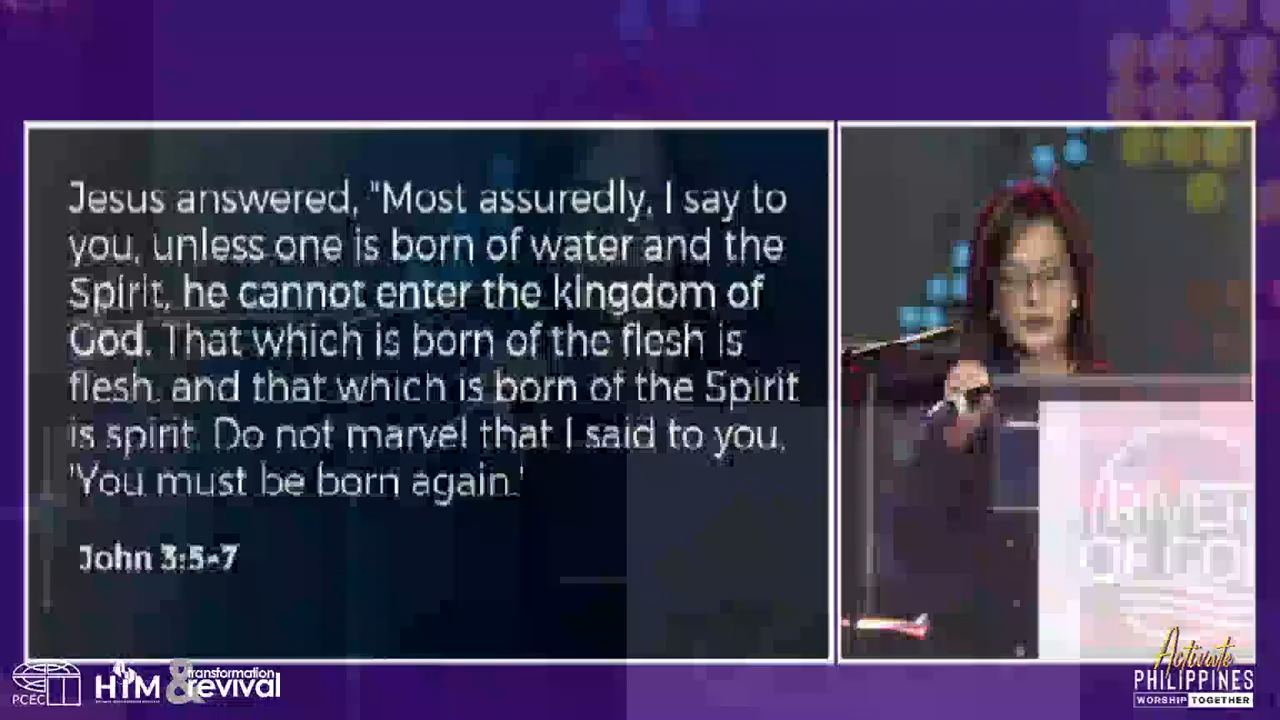 Jesus answered, "Most assuredly, I say to
you, unless one is born of water and the
Spirit, he cannot enter the kingdom of
God. That which is born of the flesh is
flesh, and that which is born of the Spirit
is spirit. Do not marvel that I said to you,
'You must be born again.'
John 3:5-7
PCEC
HIM
&
transformation
revival
Activate
PHILIPPINES
WORSHIP TOGETHER